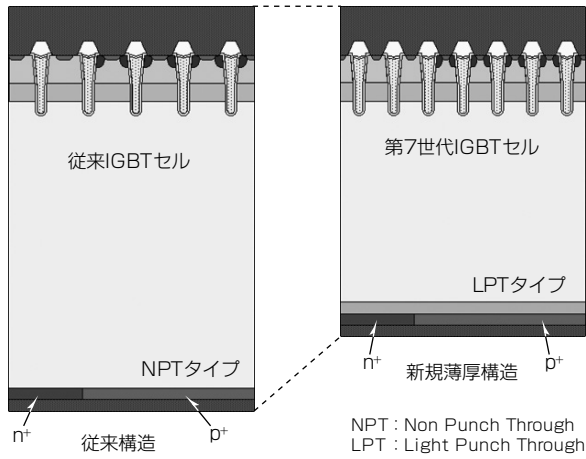 従来IGBTセル
NPTタイプ
n+
p+
従来構造
第7世代IGBTセル
LPTタイプ
n+
p+
新規薄厚構造
NPT：Non Punch Through
LPT：Light Punch Through